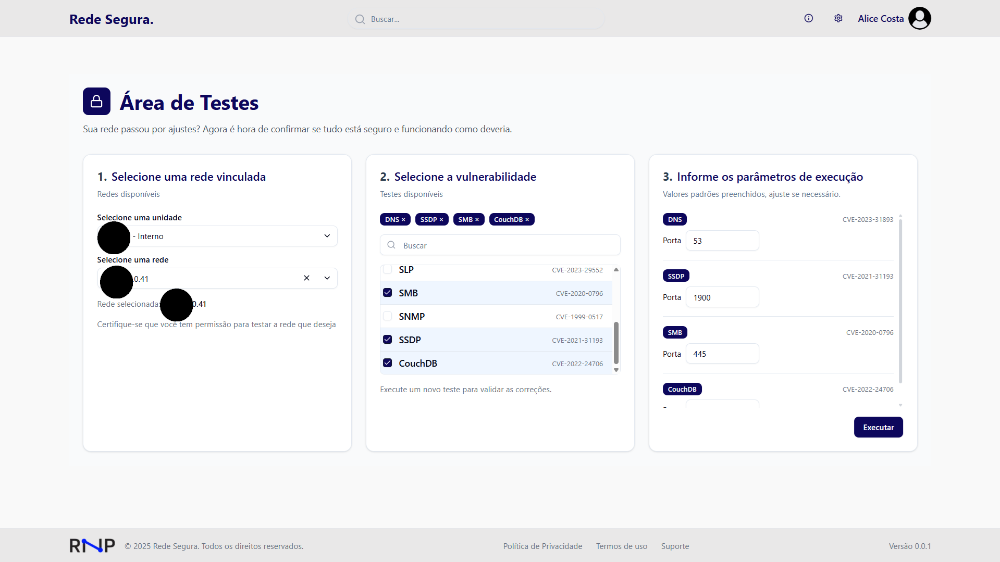 Rede Segura.
Buscar...
Alice Costa
Área de Testes
Sua rede passou por ajustes? Agora é hora de confirmar se tudo está seguro e funcionando como deveria.
1. Selecione uma rede vinculada
Redes disponíveis
Selecione uma unidade
- Interno
Selecione uma rede
.0.41
Rede selecionada: 0.41
Certifique-se que você tem permissão para testar a rede que deseja
2. Selecione a vulnerabilidade
Testes disponíveis
DNS × SSDP × SMB × CouchDB ×
Buscar
SLP CVE-2023-29552
SMB CVE-2020-0796
SNMP CVE-1999-0517
SSDP CVE-2021-31193
CouchDB CVE-2022-24706
Execute um novo teste para validar as correções.
3. Informe os parâmetros de execução
Valores padrões preenchidos, ajuste se necessário.
DNS CVE-2023-31893
Porta 53
SSDP CVE-2021-31193
Porta 1900
SMB CVE-2020-0796
Porta 445
CouchDB CVE-2022-24706
Executar
RNP © 2025 Rede Segura. Todos os direitos reservados.
Política de Privacidade Termos de uso Suporte
Versão 0.0.1